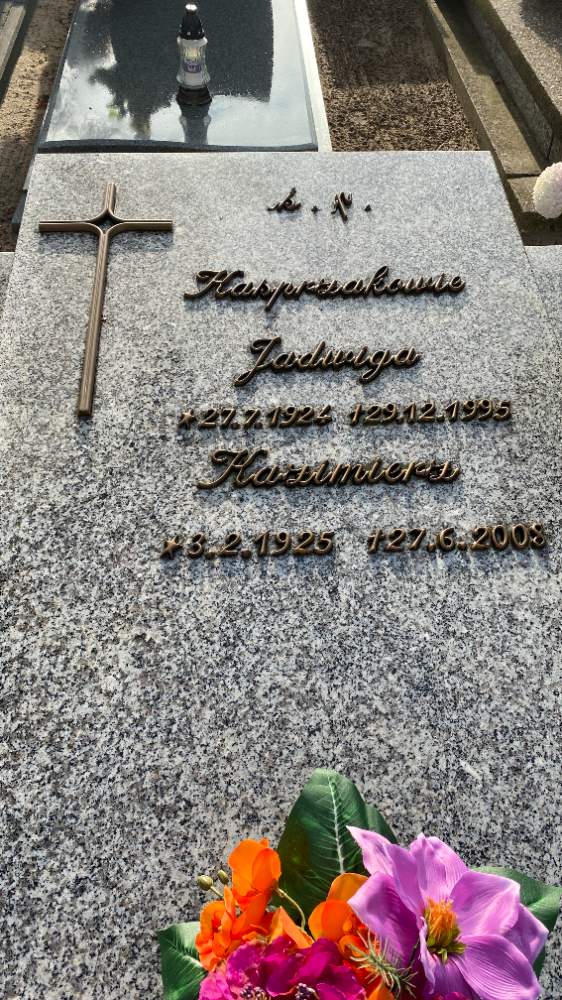 ś. P.
Kasprzakowie
Jadwiga
*27.7.1924 †29.12.1995
Kazimierz
*3.2.1925 †27.6.2008